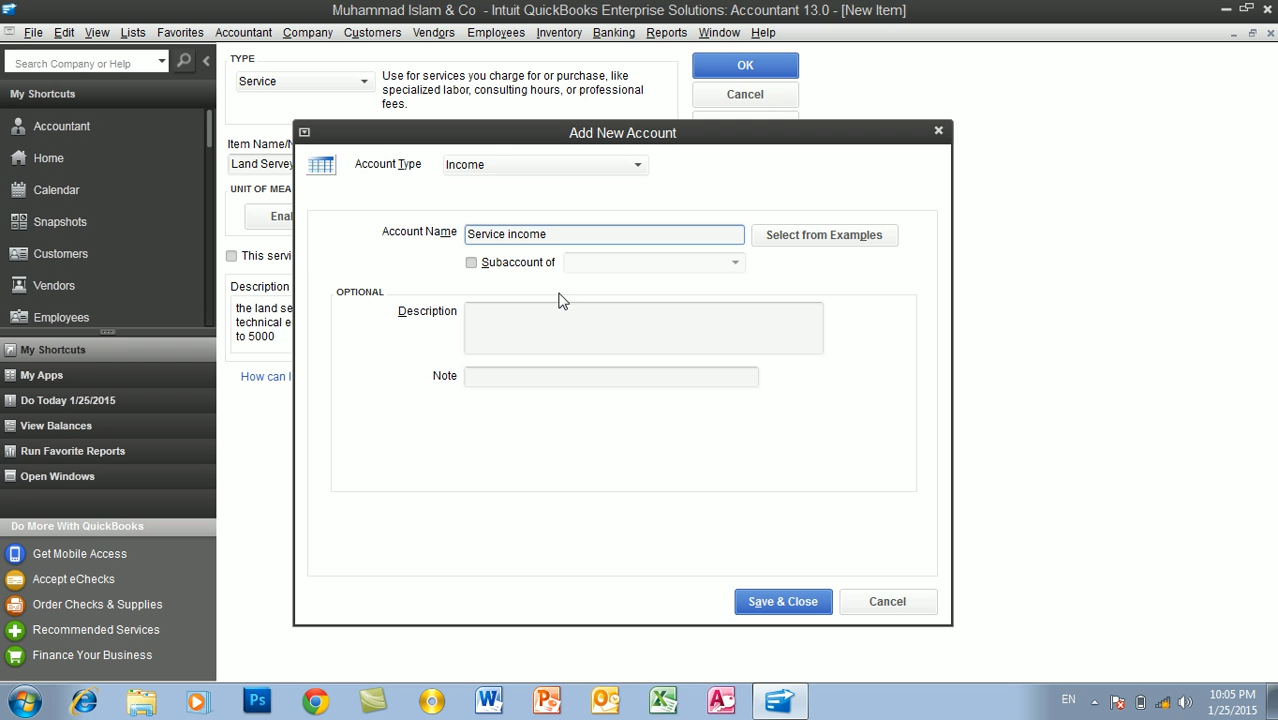 Muhammad Islam & Co - Intuit QuickBooks Enterprise Solutions: Accountant 13.0 - [New Item]
File Edit View Lists Favorites Accountant Company Customers Vendors Employees Inventory Banking Reports Window Help
Search Company or Help
My Shortcuts
Accountant
Home
Calendar
Snapshots
Customers
Vendors
Employees
My Shortcuts
My Apps
Do Today 1/25/2015
View Balances
Run Favorite Reports
Open Windows
Do More With QuickBooks
Get Mobile Access
Accept eChecks
Order Checks & Supplies
Recommended Services
Finance Your Business
TYPE
Service
Use for services you charge for or purchase, like
specialized labor, consulting hours, or professional
fees.
OK
Cancel
Item Name/N
Land Servey
UNIT OF MEA
Enal
This servi
Description
the land se
technical e
to 5000
How can I
Add New Account
Account Type Income
Account Name Service income Select from Examples
Subaccount of
OPTIONAL
Description
Note
Save & Close Cancel
Ps
EN
10:05 PM
1/25/2015